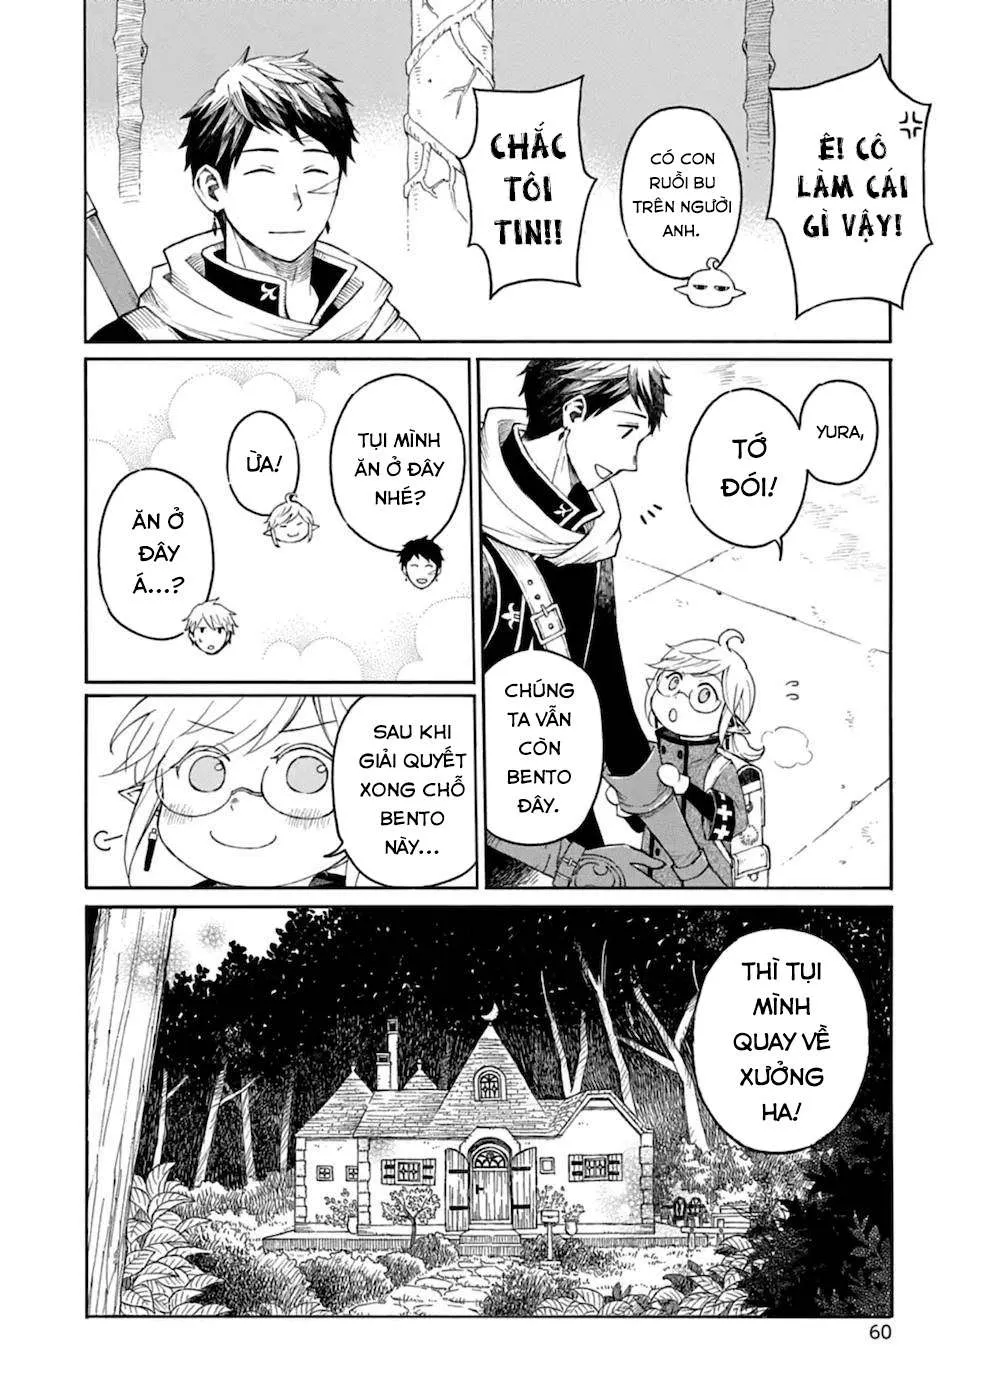 Ê! CÔ
LÀM CÁI
GÌ VẬY!
CÓ CON
RUỒI BU
TRÊN NGƯỜI
ANH.
CHẮC
TÔI
TIN!!
YURA,
TỚ
ĐÓI!
CHÚNG
TA VẪN
CÒN
BENTO
ĐÂY.
TỤI MÌNH
ĂN Ở ĐÂY
NHÉ?
ỪA!
ĂN Ở
ĐÂY
Á...?
SAU KHI
GIẢI QUYẾT
XONG CHỖ
BENTO
NÀY...
THÌ TỤI
MÌNH
QUAY VỀ
XƯỞNG
HA!
60